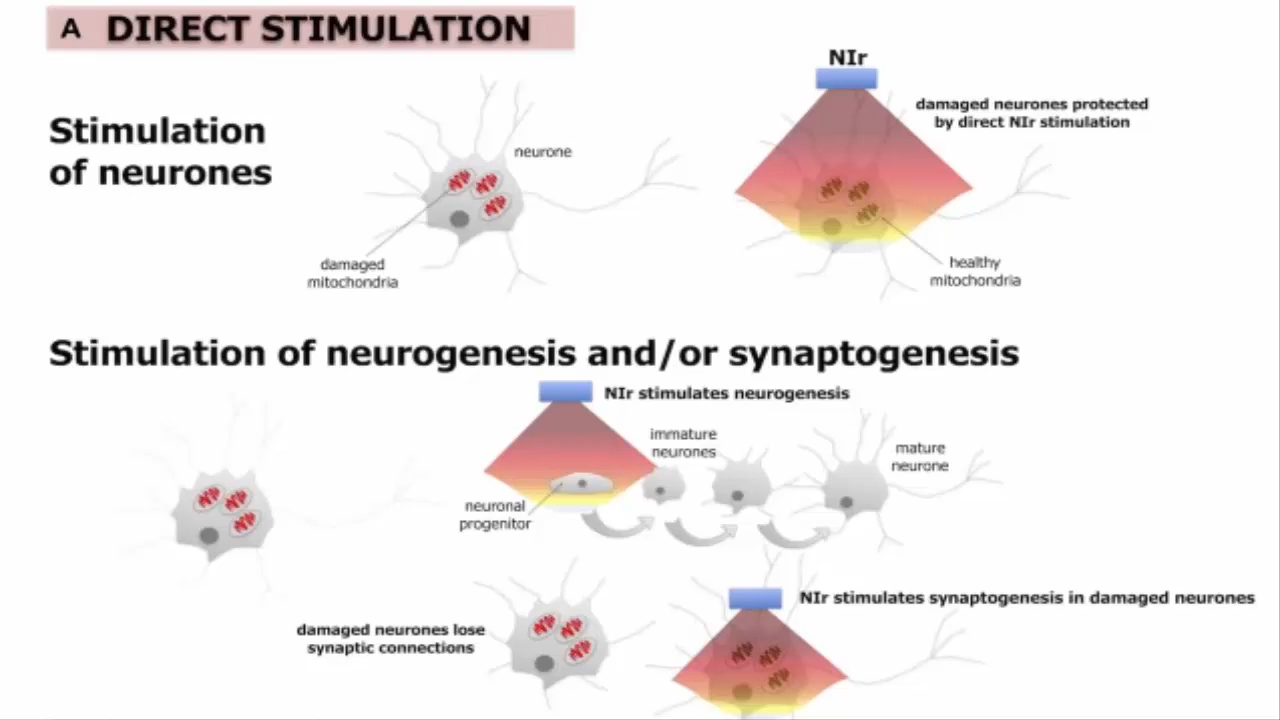 A DIRECT STIMULATION
NIr
damaged neurones protected
by direct NIr stimulation
Stimulation
of neurones
neurone
damaged
mitochondria
healthy
mitochondria
Stimulation of neurogenesis and/or synaptogenesis
NIr stimulates neurogenesis
immature
neurones
mature
neurone
neuronal
progenitor
NIr stimulates synaptogenesis in damaged neurones
damaged neurones lose
synaptic connections